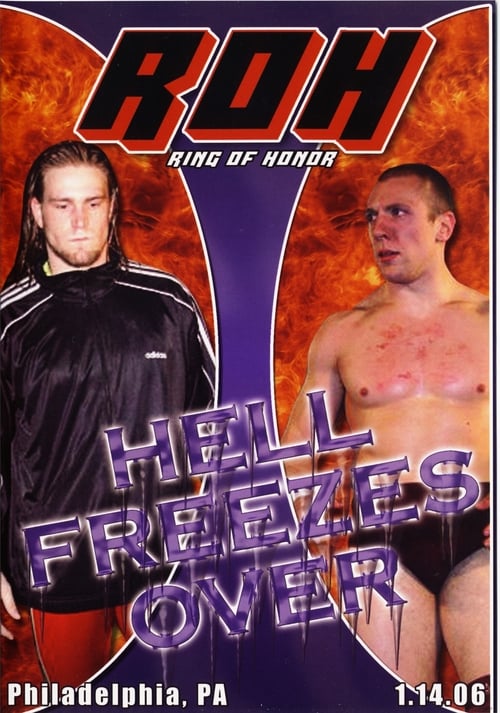 ROH
RING OF HONOR
adidas
HELL
FREEZES
OVER
Philadelphia, PA
1.14.06